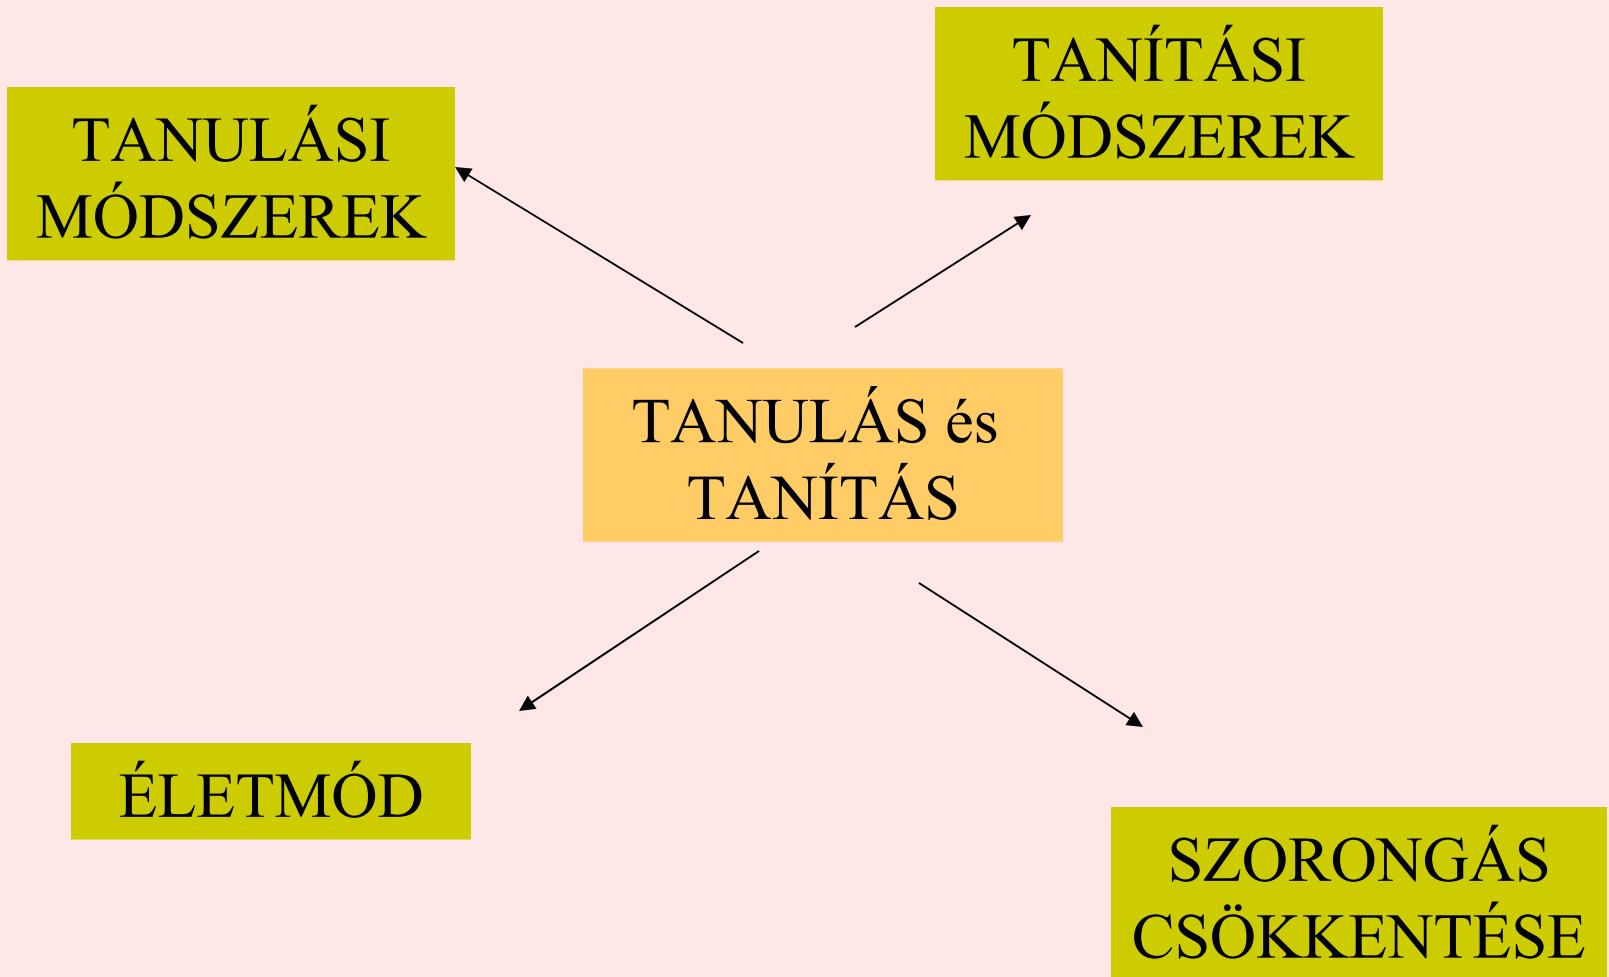 TANÍTÁSI
MÓDSZEREK
TANULÁSI
MÓDSZEREK
TANULÁS és
TANÍTÁS
ÉLETMÓD
SZORONGÁS
CSÖKKENTÉSE